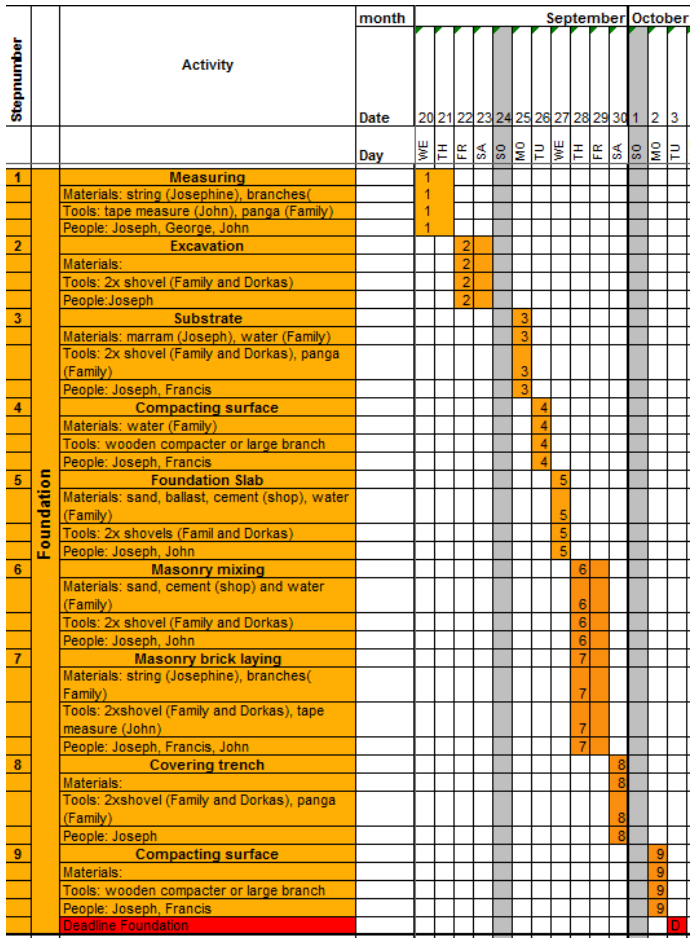 month September October
Stepnumber
Activity
Date 20 21 22 23 24 25 26 27 28 29 30 1 2 3
Day WE TH FR SA SO MO TU WE TH FR SA SO MO TU
Foundation
1 Measuring 1
Materials: string (Josephine), branches( 1
Tools: tape measure (John), panga (Family) 1
People: Joseph, George, John 1
2 Excavation 2
Materials: 2
Tools: 2x shovel (Family and Dorkas) 2
People:Joseph 2
3 Substrate 3
Materials: marram (Joseph), water (Family) 3
Tools: 2x shovel (Family and Dorkas), panga
(Family) 3
People: Joseph, Francis 3
4 Compacting surface 4
Materials: water (Family) 4
Tools: wooden compacter or large branch 4
People: Joseph, Francis 4
5 Foundation Slab 5
Materials: sand, ballast, cement (shop), water
(Family) 5
Tools: 2x shovels (Famil and Dorkas) 5
People: Joseph, John 5
6 Masonry mixing 6
Materials: sand, cement (shop) and water
(Family) 6
Tools: 2x shovel (Family and Dorkas) 6
People: Joseph, John 6
7 Masonry brick laying 7
Materials: string (Josephine), branches(
Family) 7
Tools: 2xshovel (Family and Dorkas), tape
measure (John) 7
People: Joseph, Francis, John 7
8 Covering trench 8
Materials: 8
Tools: 2xshovel (Family and Dorkas), panga
(Family) 8
People: Joseph 8
9 Compacting surface 9
Materials: 9
Tools: wooden compacter or large branch 9
People: Joseph, Francis 9
Deadline Foundation D